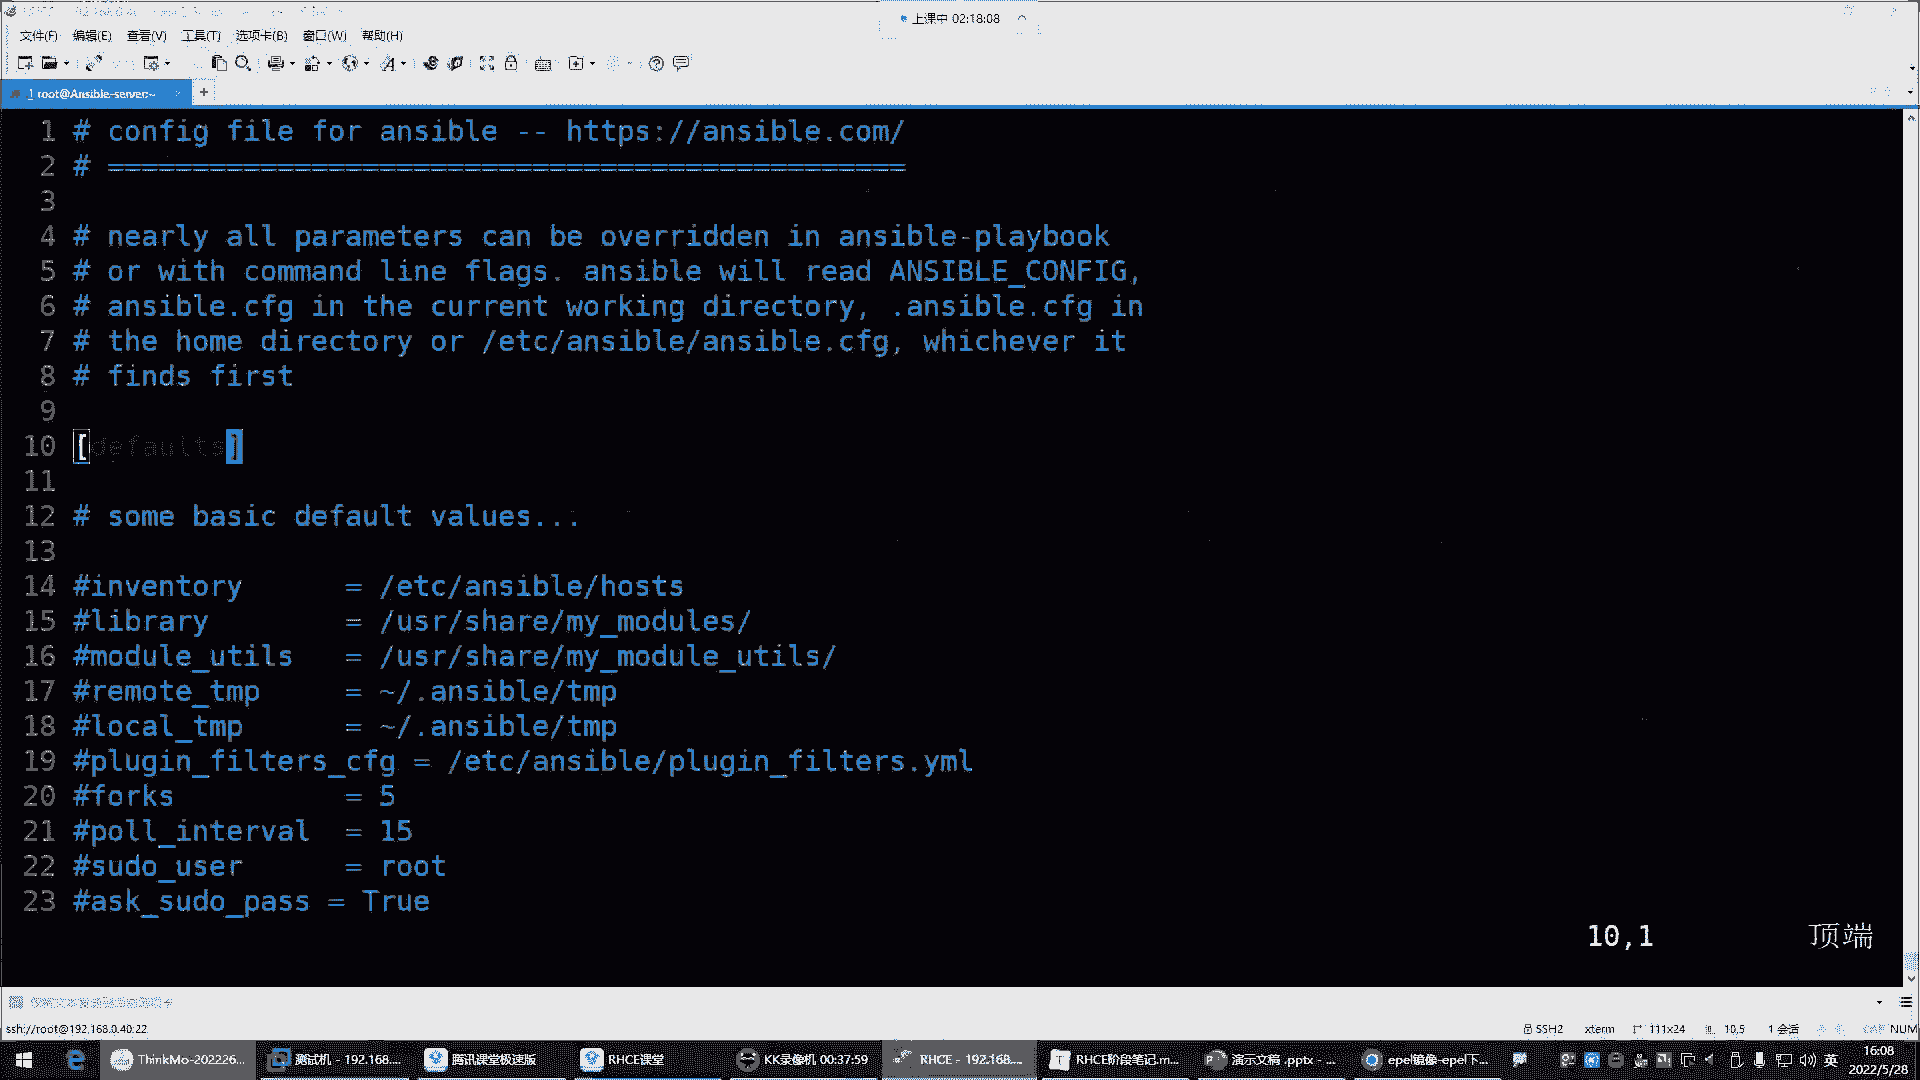 上课中 02:18:08
文件(F) 编辑(E) 查看(V) 工具(T) 选项卡(B) 窗口(W) 帮助(H)
1 root@Ansible-server:~
1 # config file for ansible -- https://ansible.com/
2 # ===============================================
3
4 # nearly all parameters can be overridden in ansible-playbook
5 # or with command line flags. ansible will read ANSIBLE_CONFIG,
6 # ansible.cfg in the current working directory, .ansible.cfg in
7 # the home directory or /etc/ansible/ansible.cfg, whichever it
8 # finds first
9
10 [defaults]
11
12 # some basic default values...
13
14 #inventory      = /etc/ansible/hosts
15 #library        = /usr/share/my_modules/
16 #module_utils   = /usr/share/my_module_utils/
17 #remote_tmp     = ~/.ansible/tmp
18 #local_tmp      = ~/.ansible/tmp
19 #plugin_filters_cfg = /etc/ansible/plugin_filters.yml
20 #forks          = 5
21 #poll_interval  = 15
22 #sudo_user      = root
23 #ask_sudo_pass = True
10,1 顶端
ssh://root@192.168.0.40:22 SSH2 xterm 111x24 10,5 1 会话 NUM
ThinkMo-202226... 测试机 - 192.168.... 腾讯课堂极速版 RHCE课堂 KK录像机 00:37:59 RHCE - 192.168.... RHCE阶段笔记.m... 演示文稿 .pptx - ... epel镜像-epel下... 英 16:08
2022/5/28